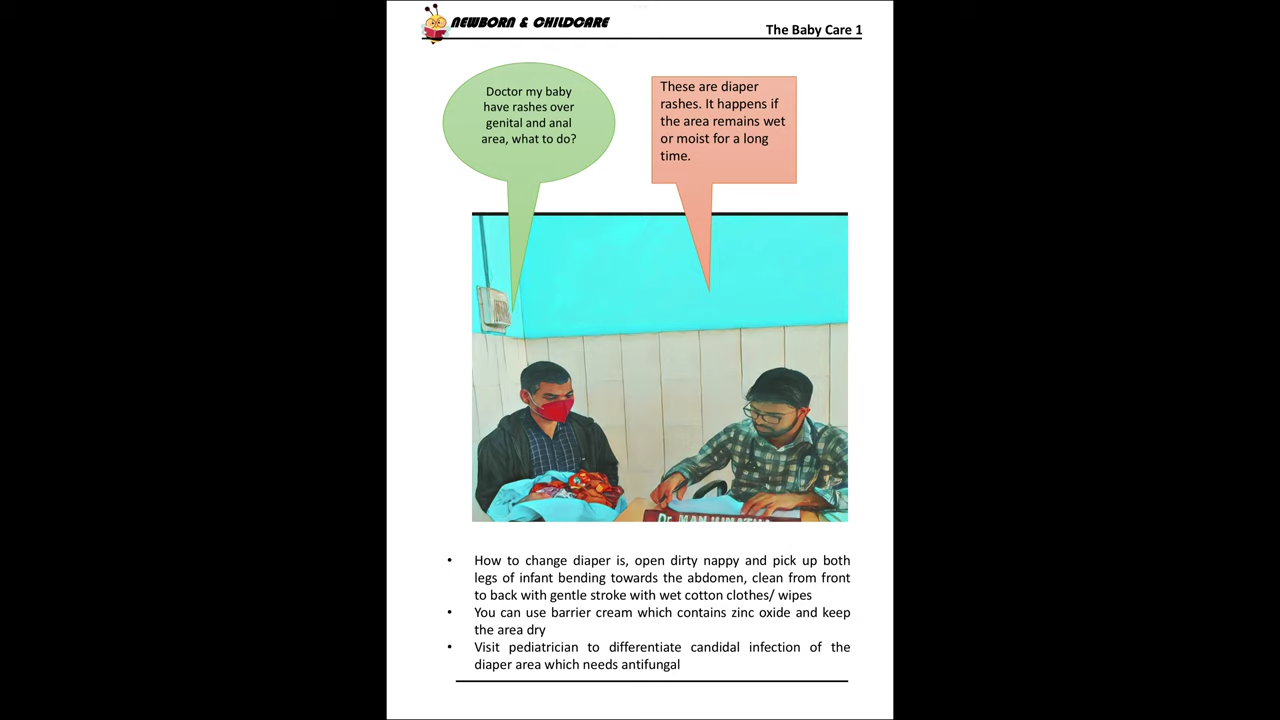 NEWBORN & CHILDCARE
The Baby Care 1
Doctor my baby
have rashes over
genital and anal
area, what to do?
These are diaper
rashes. It happens if
the area remains wet
or moist for a long
time.
• How to change diaper is, open dirty nappy and pick up both
legs of infant bending towards the abdomen, clean from front
to back with gentle stroke with wet cotton clothes/ wipes
• You can use barrier cream which contains zinc oxide and keep
the area dry
• Visit pediatrician to differentiate candidal infection of the
diaper area which needs antifungal